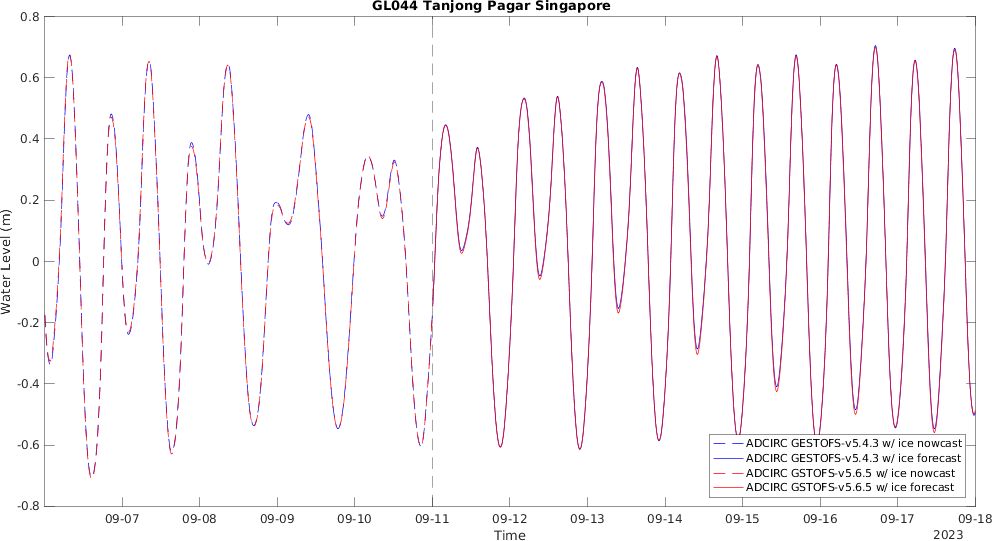 GL044 Tanjong Pagar Singapore
Water Level (m)
0.8
0.6
0.4
0.2
0
-0.2
-0.4
-0.6
-0.8
ADCIRC GESTOFS-v5.4.3 w/ ice nowcast
ADCIRC GESTOFS-v5.4.3 w/ ice forecast
ADCIRC GSTOFS-v5.6.5 w/ ice nowcast
ADCIRC GSTOFS-v5.6.5 w/ ice forecast
09-07 09-08 09-09 09-10 09-11 09-12 09-13 09-14 09-15 09-16 09-17 09-18
Time
2023